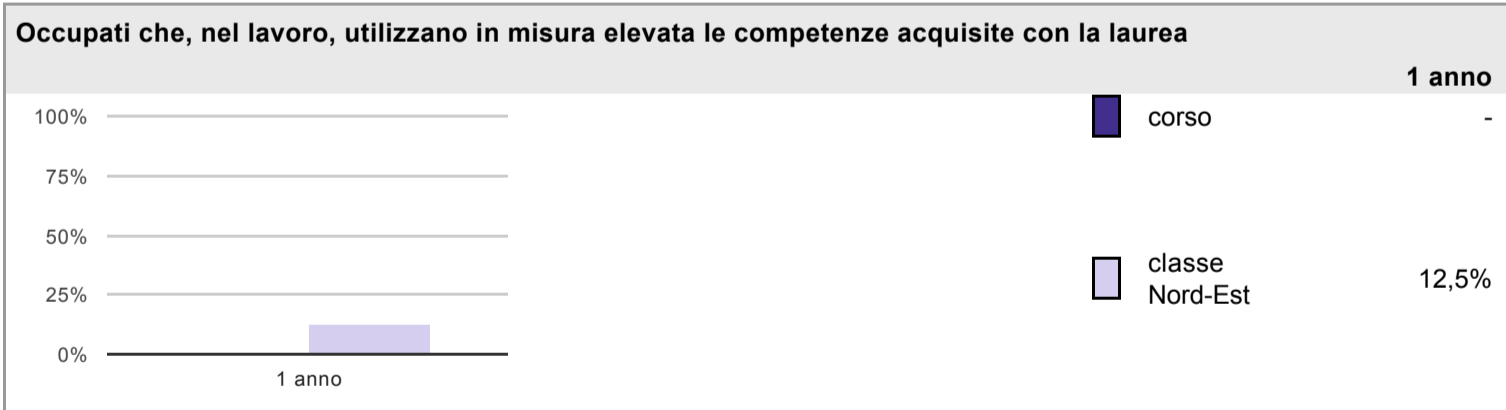 Occupati che, nel lavoro, utilizzano in misura elevata le competenze acquisite con la laurea
1 anno
100%
75%
50%
25%
0%
1 anno
corso -
classe
Nord-Est 12,5%